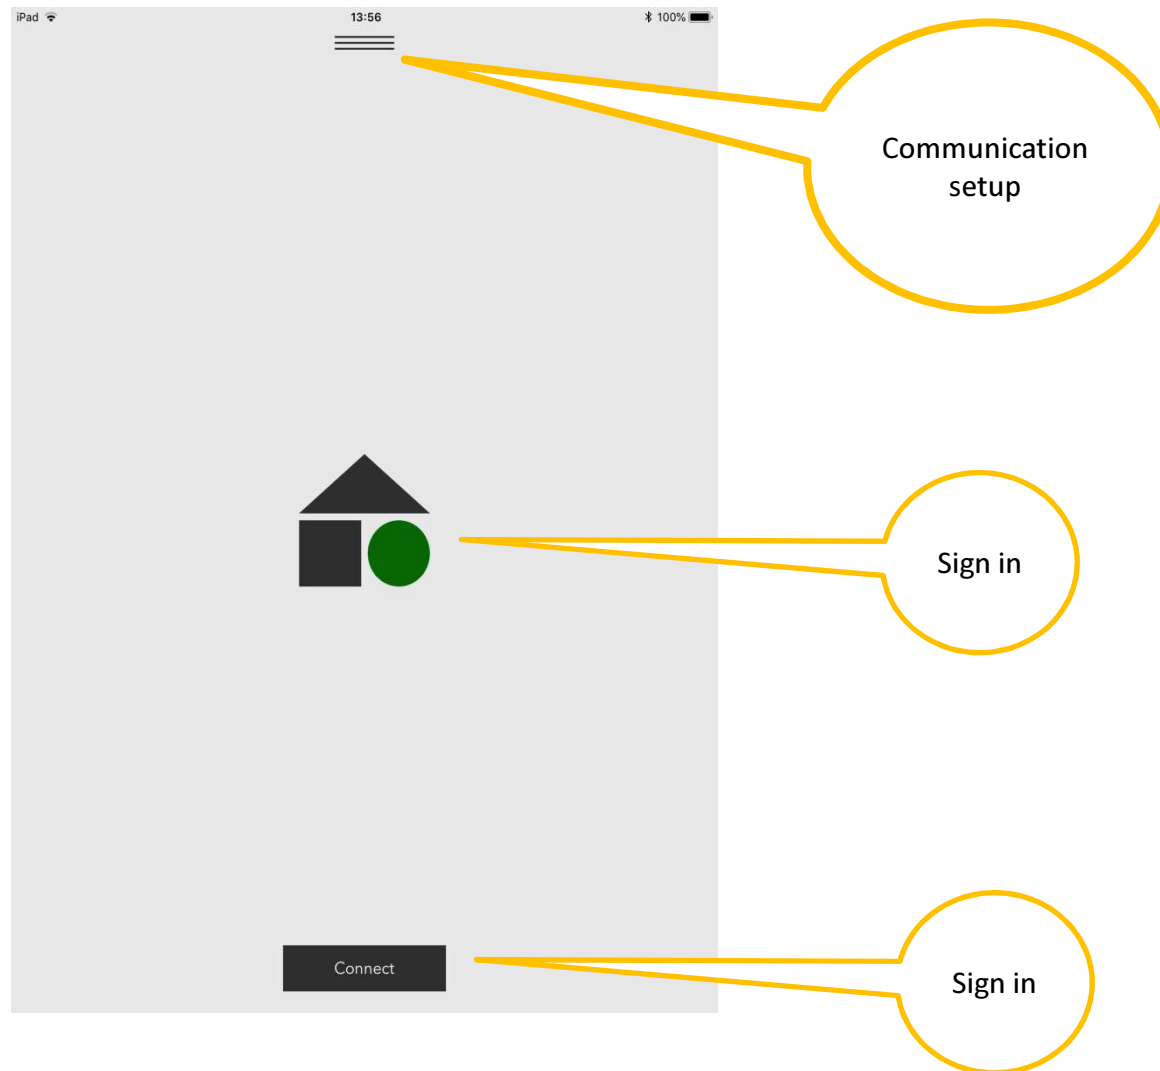 iPad 13:56 100%
Communication
setup
Sign in
Connect
Sign in